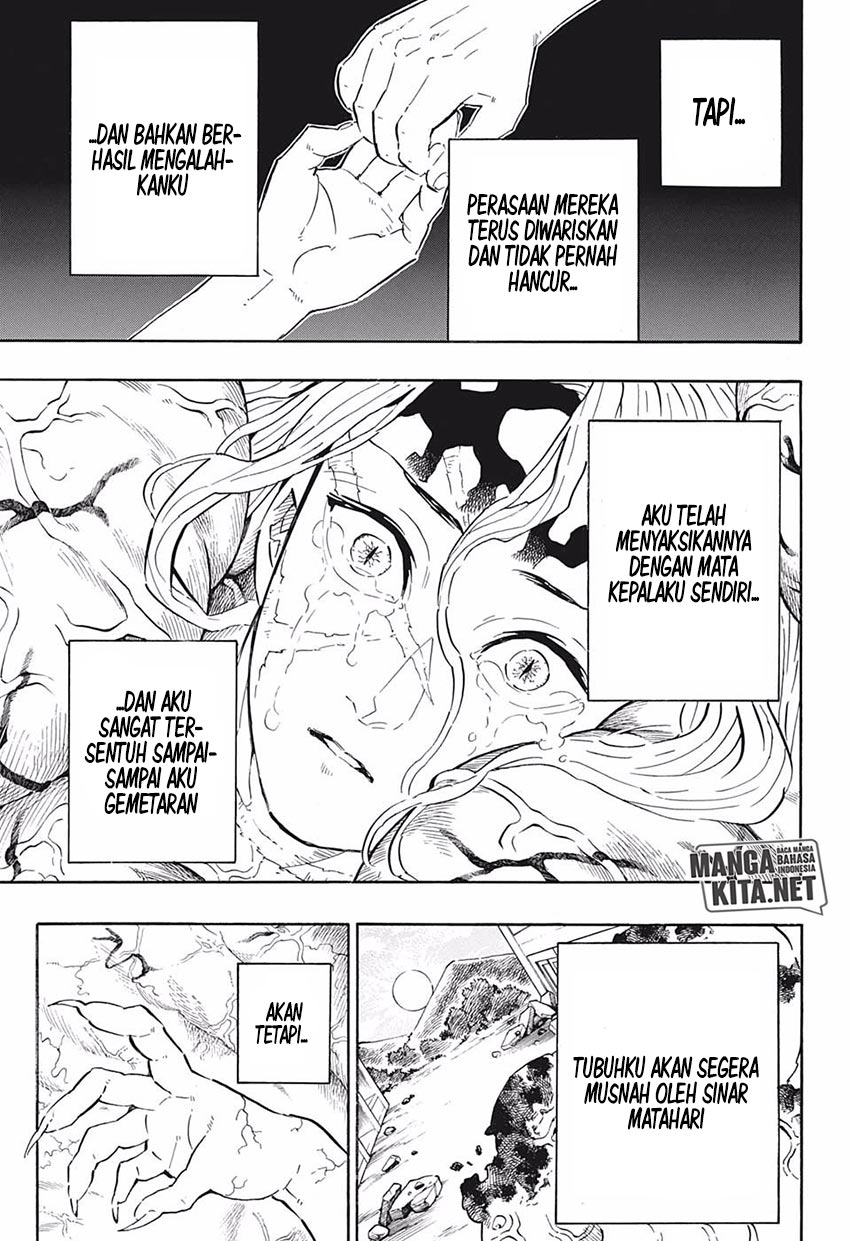 TAPI...
PERASAAN MEREKA
TERUS DIWARISKAN
DAN TIDAK PERNAH
HANCUR...
...DAN BAHKAN BER-
HASIL MENGALAH-
KANKU
AKU TELAH
MENYAKSIKANNYA
DENGAN MATA
KEPALAKU SENDIRI...
...DAN AKU
SANGAT TER-
SENTUH SAMPAI-
SAMPAI AKU
GEMETARAN
MANGA
KITA.NET
BACA MANGA
BAHASA
INDONESIA
TUBUHKU AKAN SEGERA
MUSNAH OLEH SINAR
MATAHARI
AKAN
TETAPI...